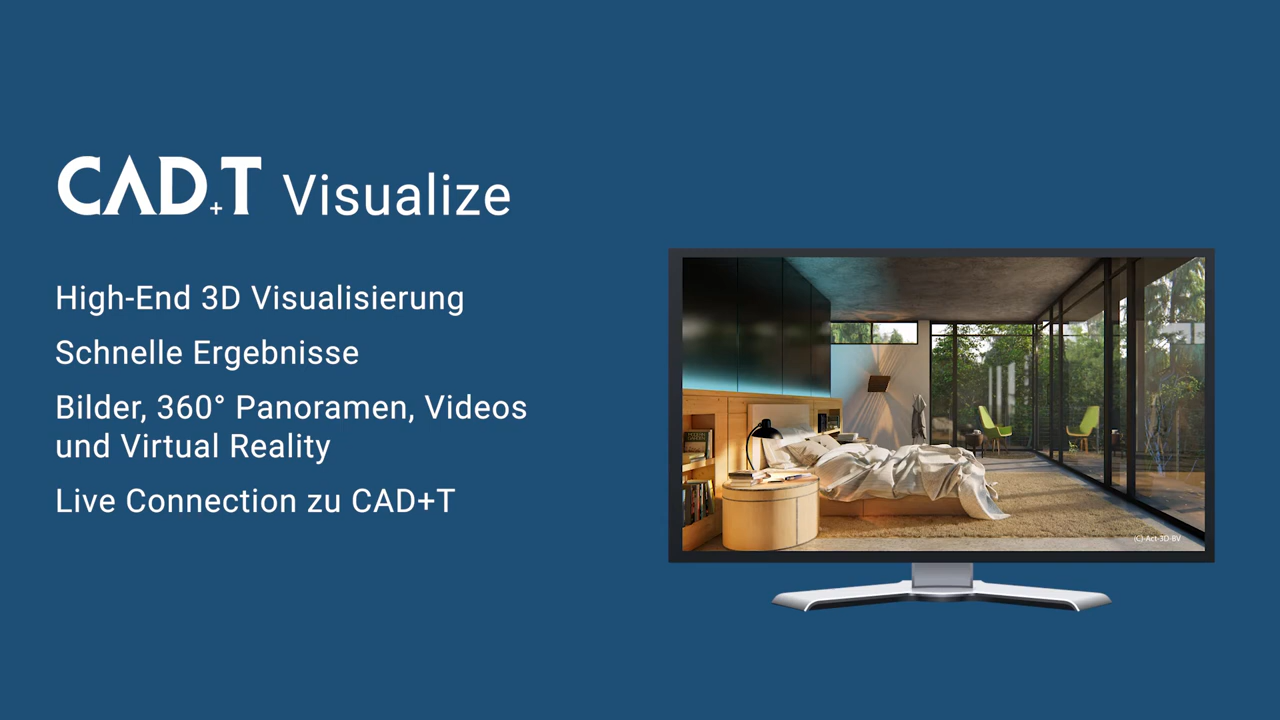 CAD+T Visualize
High-End 3D Visualisierung
Schnelle Ergebnisse
Bilder, 360° Panoramen, Videos
und Virtual Reality
Live Connection zu CAD+T
(C)-Act-3D-BV